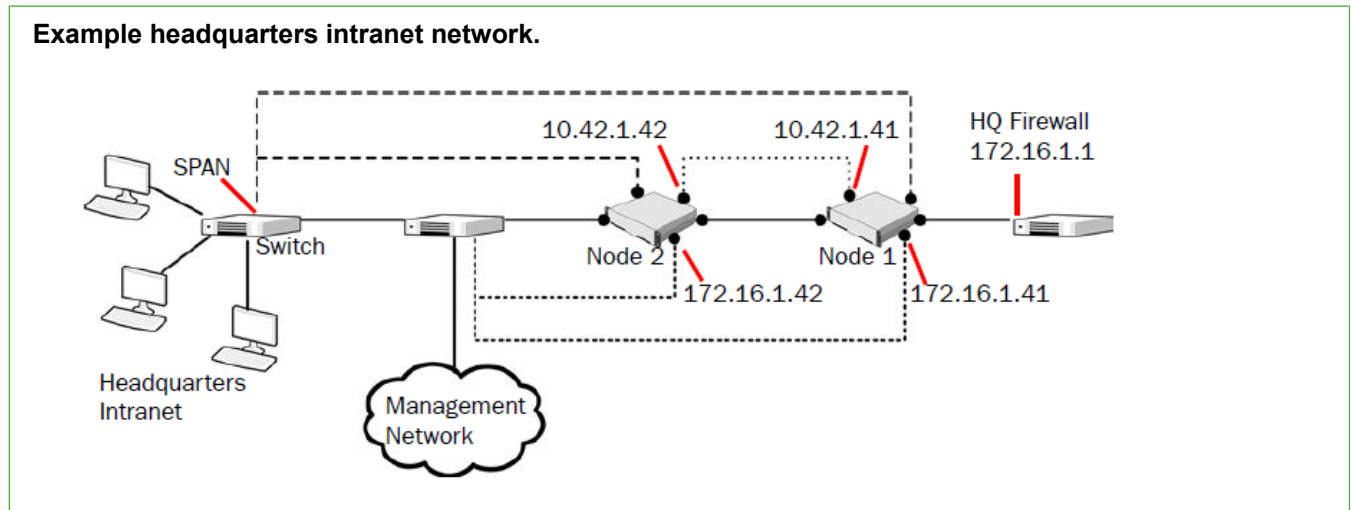 Example headquarters intranet network.
10.42.1.42
10.42.1.41
HQ Firewall
172.16.1.1
SPAN
Switch
Node 2
Node 1
172.16.1.42
172.16.1.41
Headquarters
Intranet
Management
Network